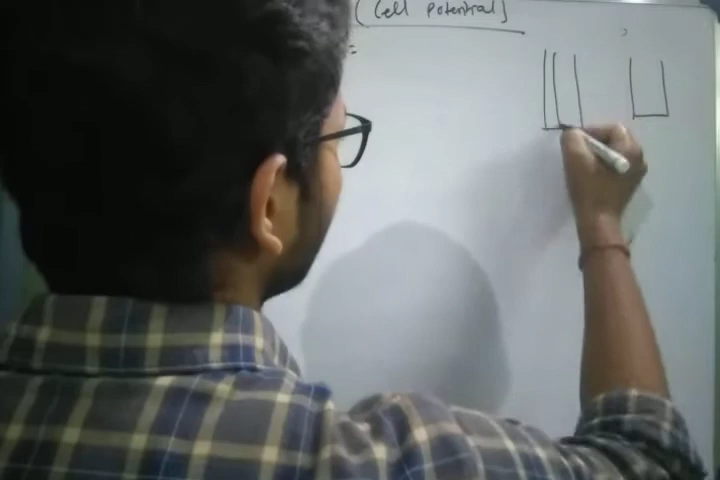 (Cell potential]
=